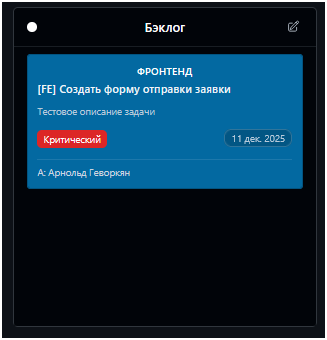 Бэклог
ФРОНТЕНД
[FE] Создать форму отправки заявки
Тестовое описание задачи
Критический
11 дек. 2025
А: Арнольд Геворкян